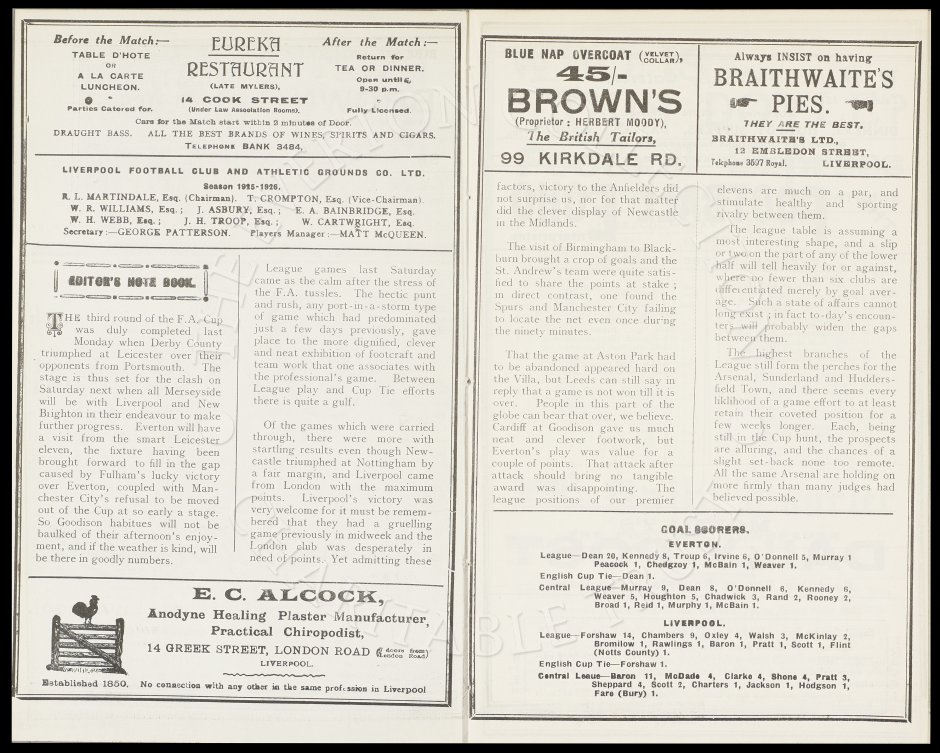 Before the Match:—
TABLE D'HOTE
OR
A LA CARTE
LUNCHEON.
Parties Catered for.
EUREKA
RESTAURANT
(LATE MYLERS),
14 COOK STREET
(Under Law Association Rooms).
After the Match:—
Return for
TEA OR DINNER.
Open until
9-30 p.m.
Fully Licensed.
Cars for the Match start within 2 minutes of Door.
DRAUGHT BASS. ALL THE BEST BRANDS OF WINES, SPIRITS AND CIGARS.
TELEPHONE BANK 3484.
LIVERPOOL FOOTBALL CLUB AND ATHLETIC GROUNDS CO. LTD.
Season 1925-1926.
R. L. MARTINDALE, Esq. (Chairman). T. CROMPTON, Esq. (Vice-Chairman).
W. R. WILLIAMS, Esq.; J. ASBURY, Esq.; E. A. BAINBRIDGE, Esq.
W. H. WEBB, Esq.; J. H. TROOP, Esq.; W. CARTWRIGHT, Esq.
Secretary:—GEORGE PATTERSON. Players Manager:—MATT McQUEEN.
EDITOR'S NOTE BOOK.
THE third round of the F.A. Cup
was duly completed last
Monday when Derby County
triumphed at Leicester over their
opponents from Portsmouth. The
stage is thus set for the clash on
Saturday next when all Merseyside
will be with Liverpool and New
Brighton in their endeavour to make
further progress. Everton will have
a visit from the smart Leicester
eleven, the fixture having been
brought forward to fill in the gap
caused by Fulham's lucky victory
over Everton, coupled with Man-
chester City's refusal to be moved
out of the Cup at so early a stage.
So Goodison habitues will not be
baulked of their afternoon's enjoy-
ment, and if the weather is kind, will
be there in goodly numbers.
League games last Saturday
came as the calm after the stress of
the F.A. tussles. The hectic punt
and rush, any port-in-a-storm type
of game which had predominated
just a few days previously, gave
place to the more dignified, clever
and neat exhibition of footcraft and
team work that one associates with
the professional's game. Between
League play and Cup Tie efforts
there is quite a gulf.
Of the games which were carried
through, there were more with
startling results even though New-
castle triumphed at Nottingham by
a fair margin, and Liverpool came
from London with the maximum
points. Liverpool's victory was
very welcome for it must be remem-
bered that they had a gruelling
game previously in midweek and the
London club was desperately in
need of points. Yet admitting these
E. C. ALCOCK,
Anodyne Healing Plaster Manufacturer,
Practical Chiropodist,
14 GREEK STREET, LONDON ROAD (doors from London Road)
LIVERPOOL.
Established 1850. No connection with any other in the same profession in Liverpool
BLUE NAP OVERCOAT (VELVET COLLAR),
45/-
BROWN'S
(Proprietor: HERBERT MOODY),
The British Tailors,
99 KIRKDALE RD.
Always INSIST on having
BRAITHWAITE'S
PIES.
THEY ARE THE BEST.
BRAITHWAITE'S LTD.,
12 EMBLEDON STREET,
Telephone 3697 Royal. LIVERPOOL.
factors, victory to the Anfielders did
not surprise us, nor for that matter
did the clever display of Newcastle
in the Midlands.
The visit of Birmingham to Black-
burn brought a crop of goals and the
St. Andrew's team were quite satis-
fied to share the points at stake;
in direct contrast, one found the
Spurs and Manchester City failing
to locate the net even once during
the ninety minutes.
That the game at Aston Park had
to be abandoned appeared hard on
the Villa, but Leeds can still say in
reply that a game is not won till it is
over. People in this part of the
globe can bear that over, we believe.
Cardiff at Goodison gave us much
neat and clever footwork, but
Everton's play was value for a
couple of points. That attack after
attack should bring no tangible
award was disappointing. The
league positions of our premier
elevens are much on a par, and
stimulate healthy and sporting
rivalry between them.
The league table is assuming a
most interesting shape, and a slip
or two on the part of any of the lower
half will tell heavily for or against,
where no fewer than six clubs are
differentiated merely by goal aver-
age. Such a state of affairs cannot
long exist; in fact to-day's encoun-
ters will probably widen the gaps
between them.
The highest branches of the
League still form the perches for the
Arsenal, Sunderland and Hudders-
field Town, and there seems every
liklihood of a game effort to at least
retain their coveted position for a
few weeks longer. Each, being
still in the Cup hunt, the prospects
are alluring, and the chances of a
slight set-back none too remote.
All the same Arsenal are holding on
more firmly than many judges had
believed possible.
GOAL SCORERS.
EVERTON.
League—Dean 20, Kennedy 8, Troup 6, Irvine 6, O'Donnell 5, Murray 1
Peacock 1, Chedgzoy 1, McBain 1, Weaver 1.
English Cup Tie—Dean 1.
Central League—Murray 9, Dean 8, O'Donnell 6, Kennedy 6,
Weaver 5, Houghton 5, Chadwick 3, Rand 2, Rooney 2,
Broad 1, Reid 1, Murphy 1, McBain 1.
LIVERPOOL.
League—Forshaw 14, Chambers 9, Oxley 4, Walsh 3, McKinlay 2,
Bromilow 1, Rawlings 1, Baron 1, Pratt 1, Scott 1, Flint
(Notts County) 1.
English Cup Tie—Forshaw 1.
Central Leaue—Baron 11, McDade 4, Clarke 4, Shone 4, Pratt 3,
Sheppard 4, Scott 2, Charters 1, Jackson 1, Hodgson 1,
Fare (Bury) 1.